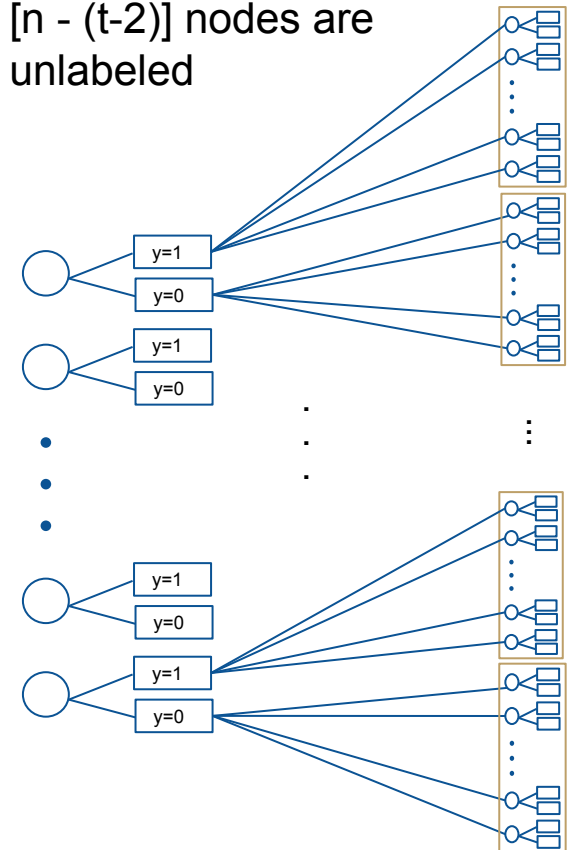 [n - (t-2)] nodes are
unlabeled
y=1
y=0
y=1
y=0
y=1
y=0
y=1
y=0